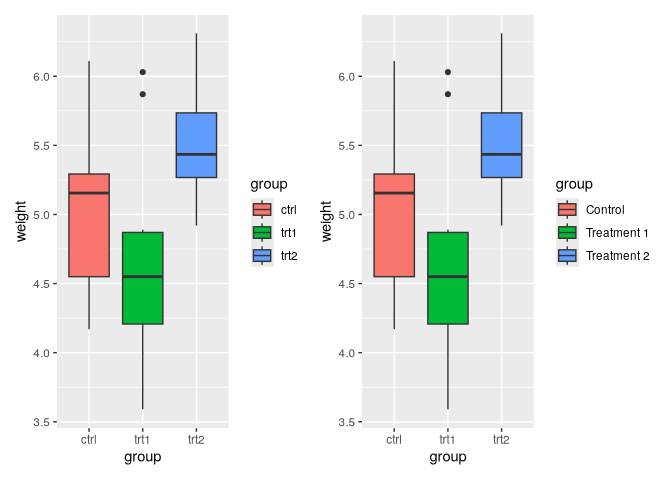 weight
6.0
5.5
5.0
4.5
4.0
3.5
ctrl trt1 trt2
group
group
ctrl
trt1
trt2
weight
6.0
5.5
5.0
4.5
4.0
3.5
ctrl trt1 trt2
group
group
Control
Treatment 1
Treatment 2